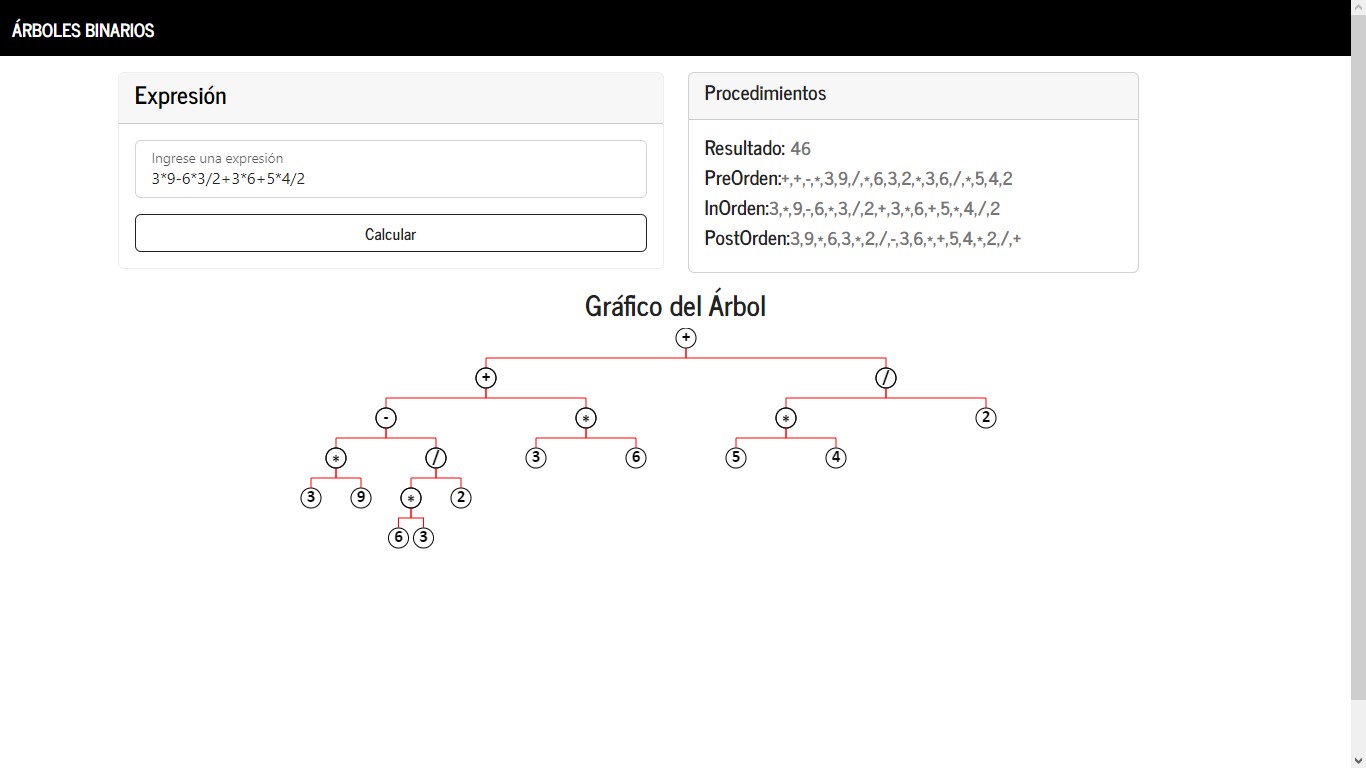 ÁRBOLES BINARIOS
Expresión
Ingrese una expresión
3*9-6*3/2+3*6+5*4/2
Calcular
Procedimientos
Resultado: 46
PreOrden:+,+,-,*,3,9,/,*,6,3,2,*,3,6,/,*,5,4,2
InOrden:3,*,9,-,6,*,3,/,2,+,3,*,6,+,5,*,4,/,2
PostOrden:3,9,*,6,3,*,2,/,-,3,6,*,+,5,4,*,2,/,+
Gráfico del Árbol
+
+ /
- * * 2
* / 3 6 5 4
3 9 * 2
6 3